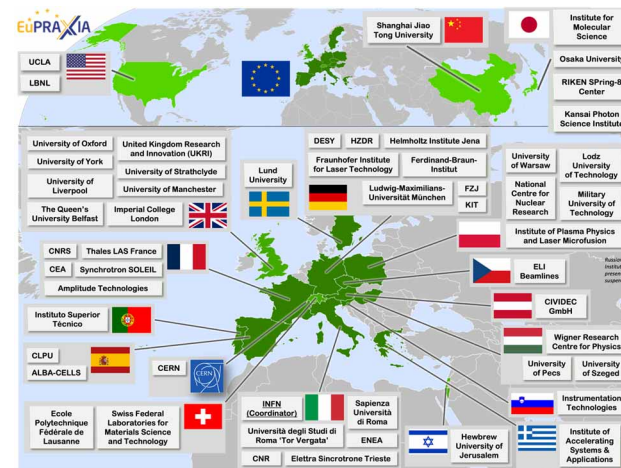 EuPRAXIA
UCLA
LBNL
Shanghai Jiao
Tong University
Institute for
Molecular
Science
Osaka University
RIKEN SPring-8
Center
Kansai Photon
Science Institute
University of Oxford
United Kingdom Research
and Innovation (UKRI)
University of York
University of Strathclyde
University of
Liverpool
University of Manchester
The Queen's
University Belfast
Imperial College
London
Lund
University
DESY
HZDR
Helmholtz Institute Jena
Fraunhofer Institute
for Laser Technology
Ferdinand-Braun-
Institut
Ludwig-Maximilians-
Universität München
FZJ
KIT
University
of Warsaw
Lodz
University
of Technology
National
Centre for
Nuclear
Research
Military
University of
Technology
Institute of Plasma Physics
and Laser Microfusion
CNRS
Thales LAS France
CEA
Synchrotron SOLEIL
Amplitude Technologies
ELI
Beamlines
CIVIDEC
GmbH
Instituto Superior
Técnico
Wigner Research
Centre for Physics
University
of Pecs
University
of Szeged
CLPU
ALBA-CELLS
CERN
CERN
Instrumentation
Technologies
Ecole
Polytechnique
Fédérale de
Lausanne
Swiss Federal
Laboratories for
Materials Science
and Technology
INFN
(Coordinator)
Sapienza
Università
di Roma
Università degli Studi di
Roma 'Tor Vergata'
ENEA
CNR
Elettra Sincrotrone Trieste
Hewbrew
University of
Jerusalem
Institute of
Accelerating
Systems &
Applications